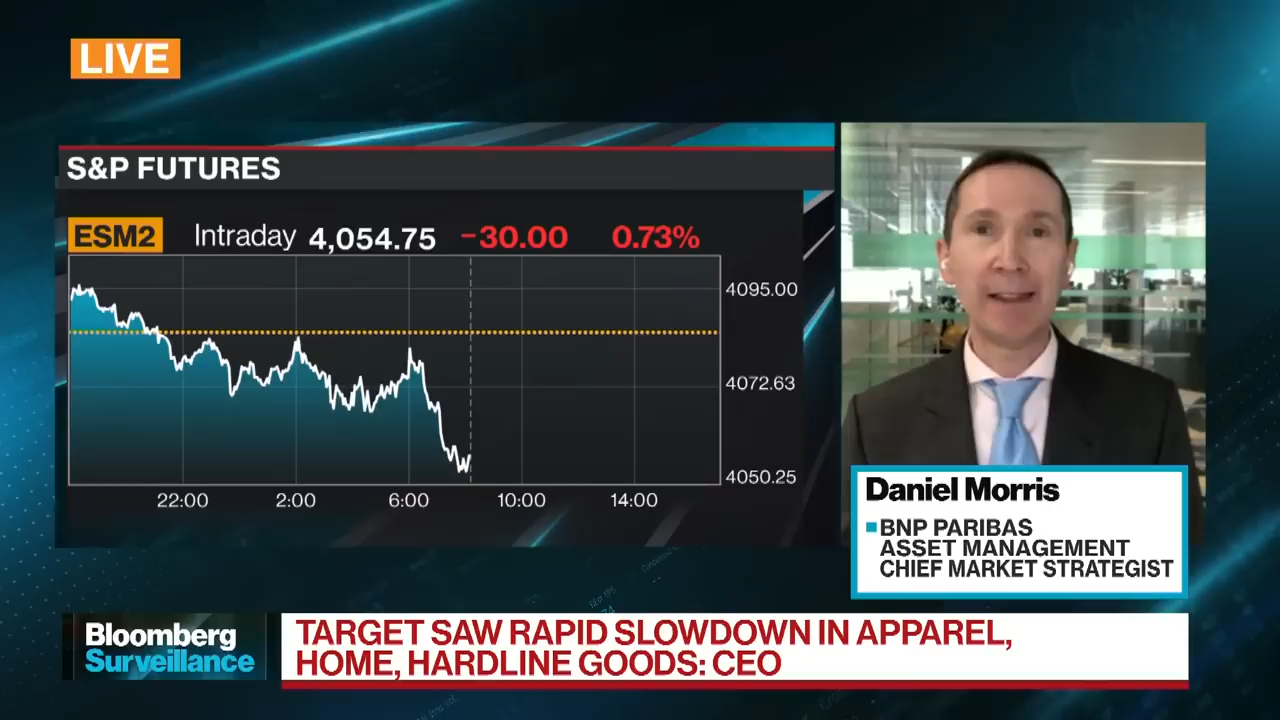 LIVE
S&P FUTURES
ESM2 Intraday 4,054.75 -30.00 0.73%
4095.00
4072.63
4050.25
22:00 2:00 6:00 10:00 14:00
Daniel Morris
BNP PARIBAS
ASSET MANAGEMENT
CHIEF MARKET STRATEGIST
Bloomberg
Surveillance
TARGET SAW RAPID SLOWDOWN IN APPAREL,
HOME, HARDLINE GOODS: CEO